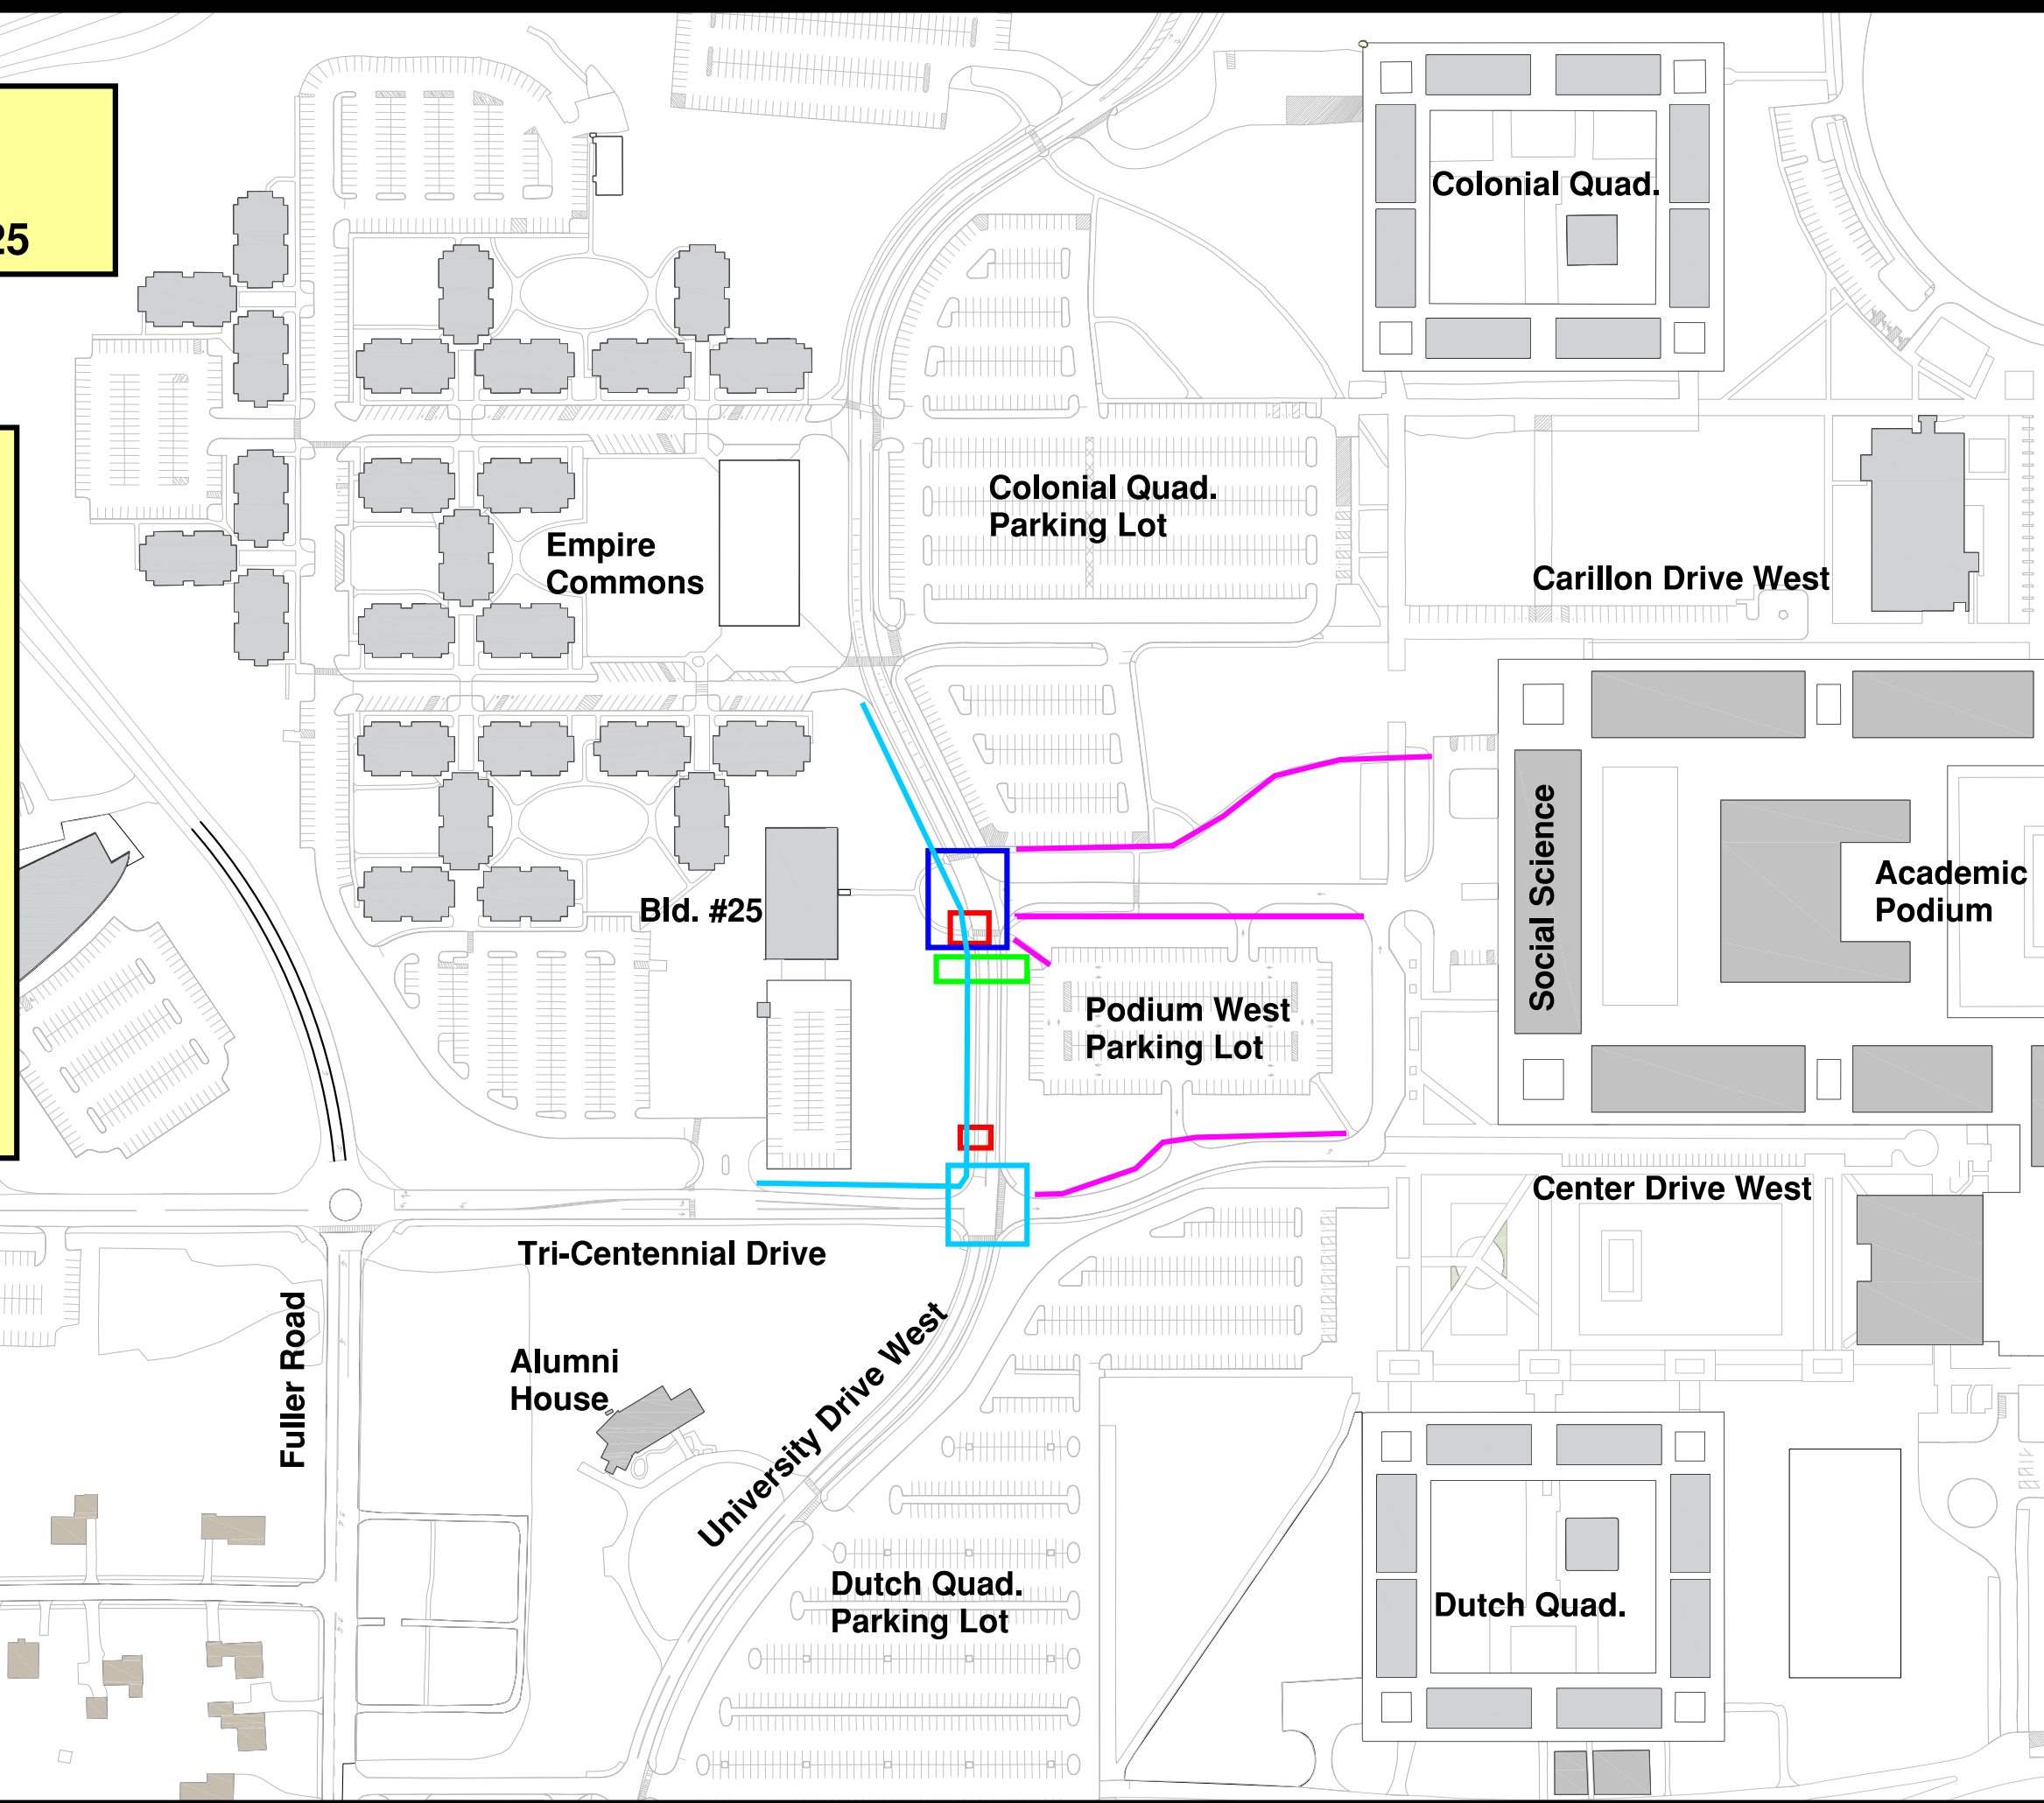 Colonial Quad.
25
Colonial Quad.
Parking Lot
Empire
Commons
Carillon Drive West
Social Science
Academic
Podium
Bld. #25
Podium West
Parking Lot
Center Drive West
Tri-Centennial Drive
Fuller Road
Alumni
House
University Drive West
Dutch Quad.
Parking Lot
Dutch Quad.